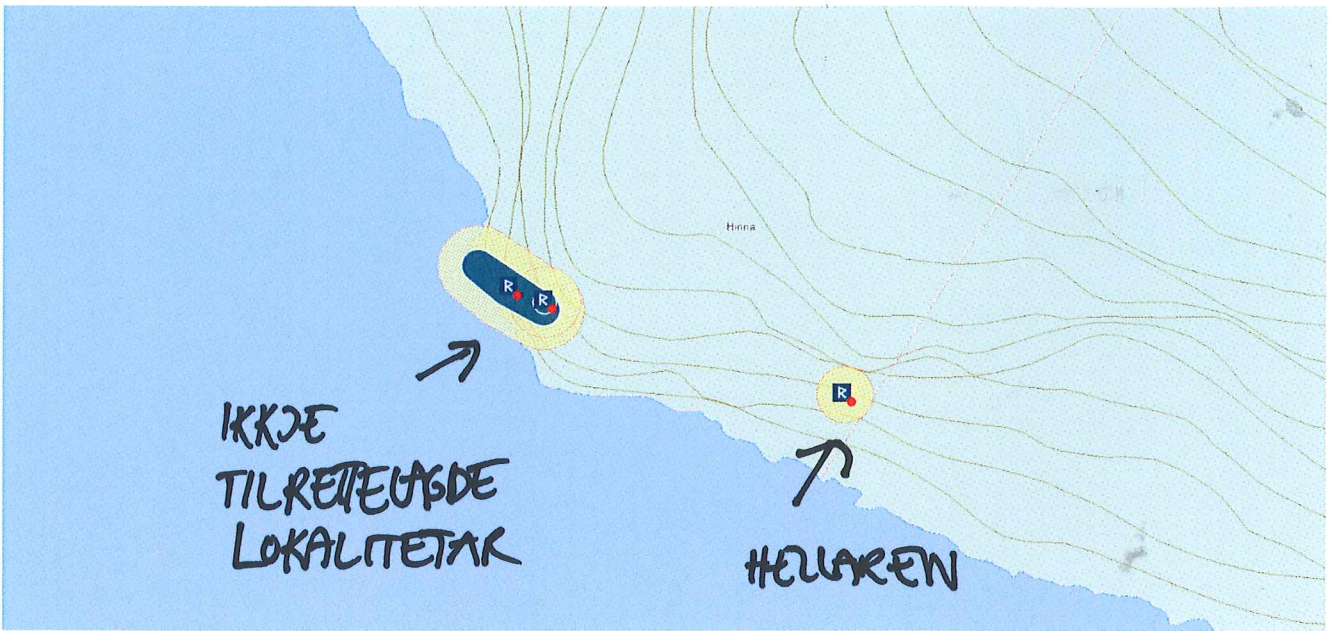 Hinna
R
R
R
IKKJE
TILRETTELAGDE
LOKALITETAR
HELLAREN